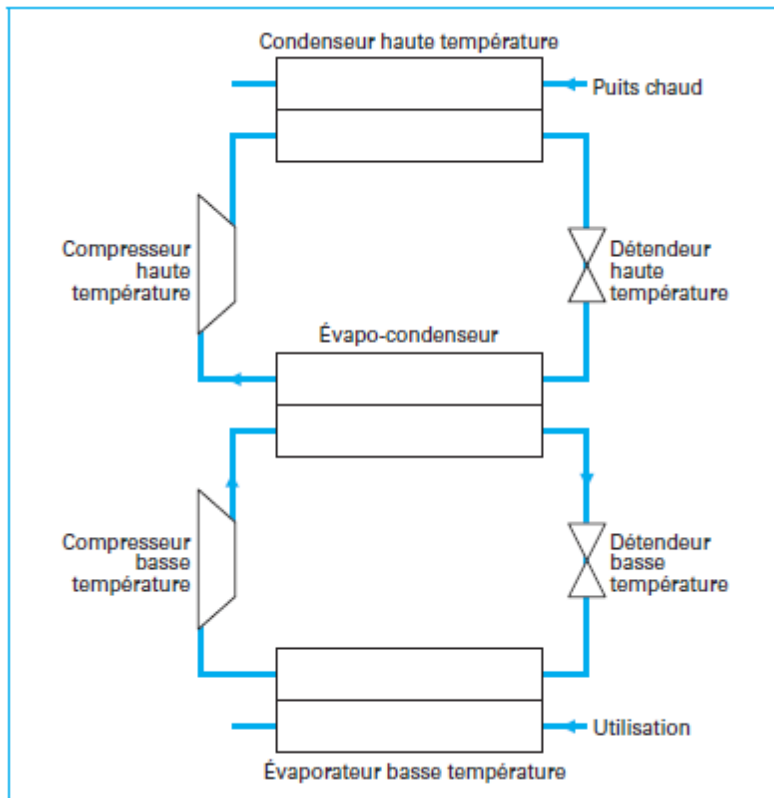 Condenseur haute température
Puits chaud
Compresseur
haute
température
Détendeur
haute
température
Évapo-condenseur
Compresseur
basse
température
Détendeur
basse
température
Utilisation
Évaporateur basse température